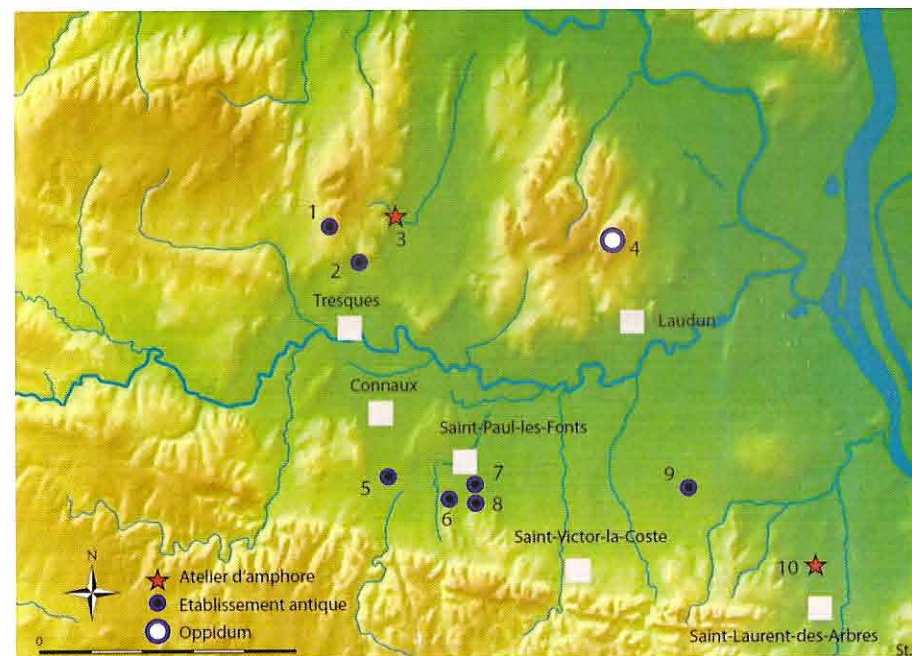 1
3
2
4
Tresques
Laudun
Connaux
Saint-Paul-les-Fonts
5
7
6
8
9
Saint-Victor-la-Coste
10
N
Atelier d'amphore
Etablissement antique
Oppidum
Saint-Laurent-des-Arbres
0
St.